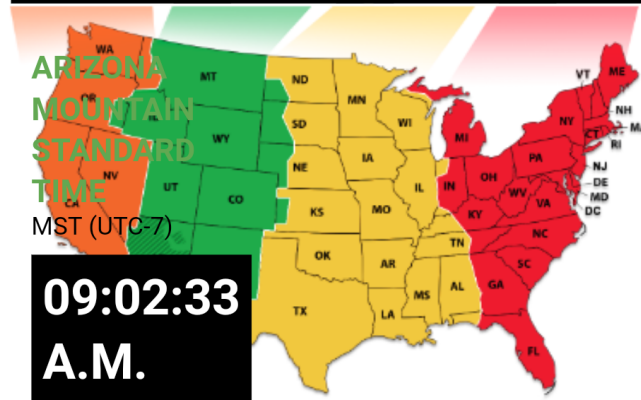 WA
ARIZONA
MT
ND
ME
VT
OR
MOUNTAIN
MN
NH
ID
SD
WI
NY
MA
STANDARD
WY
MI
CT
RI
NV
NE
IA
PA
NJ
UT
CO
IL
IN
OH
DE
TIME
CA
KS
MO
WV
VA
MD
KY
DC
MST (UTC-7)
TN
NC
OK
AR
SC
09:02:33
MS
AL
GA
TX
LA
A.M.
FL